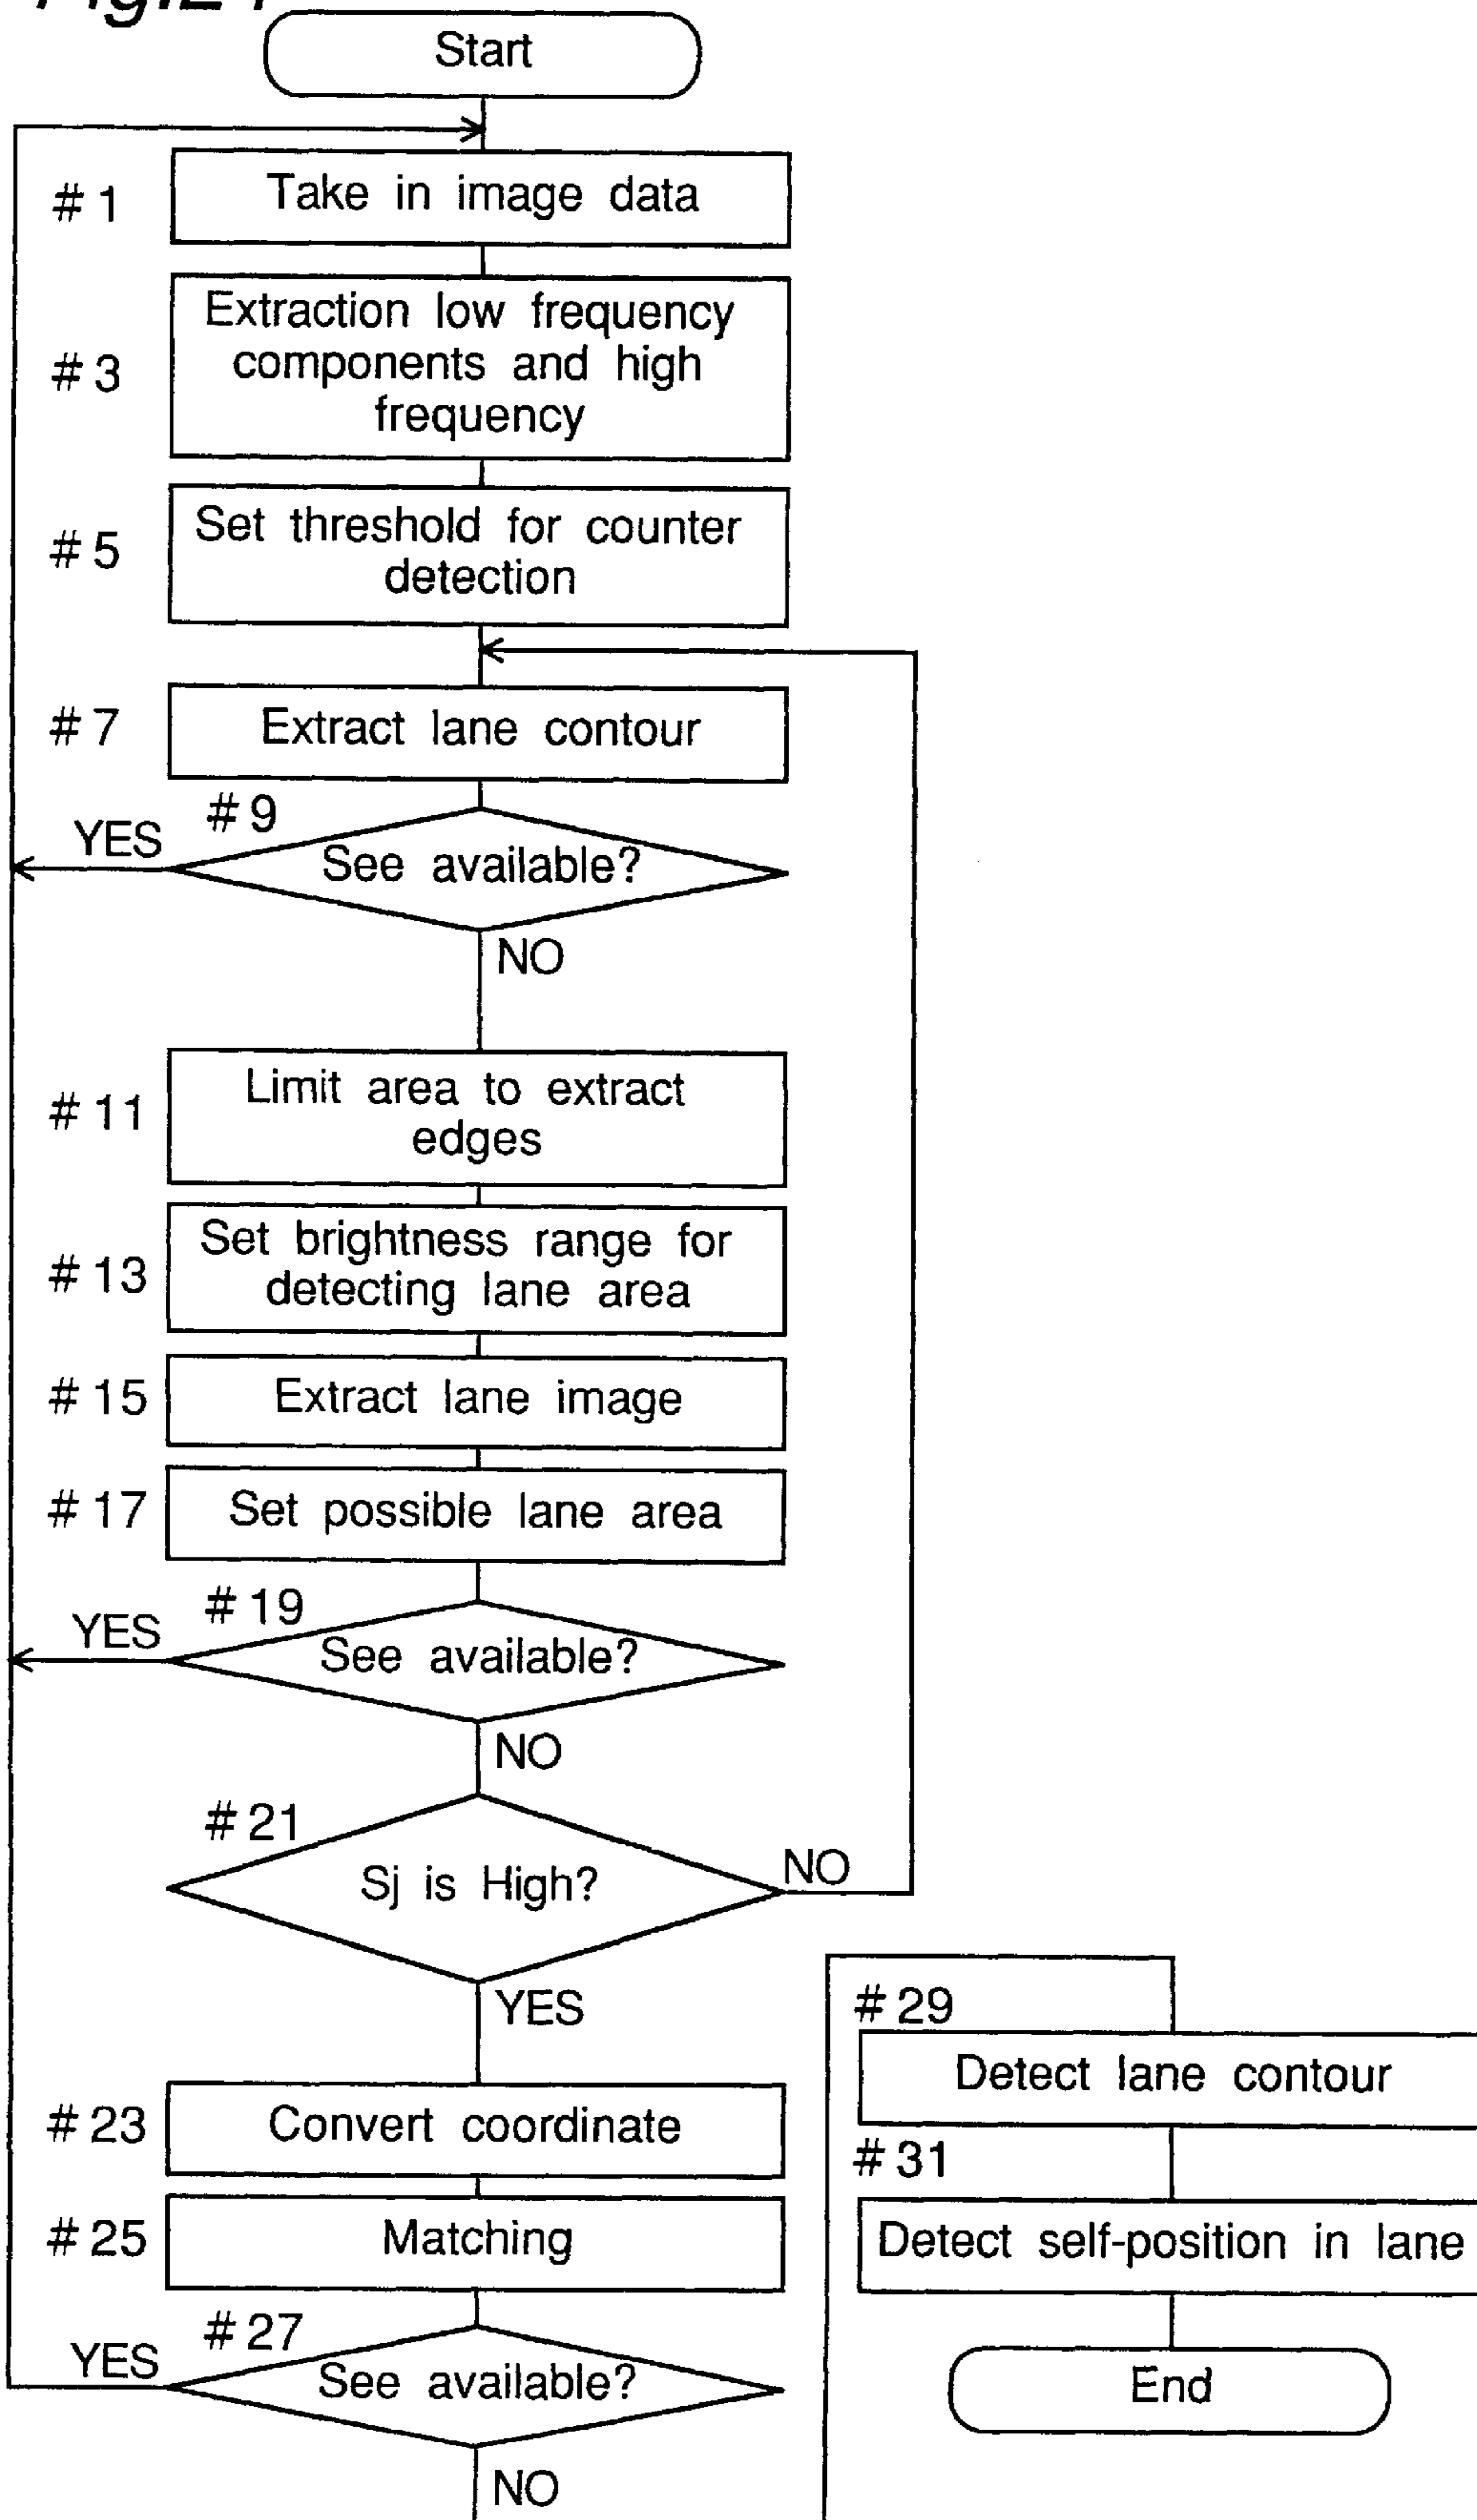 Start
#1
Take in image data
#3
Extraction low frequency
components and high
frequency
#5
Set threshold for counter
detection
#7
Extract lane contour
#9
YES
See available?
NO
#11
Limit area to extract
edges
#13
Set brightness range for
detecting lane area
#15
Extract lane image
#17
Set possible lane area
#19
YES
See available?
NO
#21
Sj is High?
NO
YES
#23
Convert coordinate
#25
Matching
#27
YES
See available?
NO
#29
Detect lane contour
#31
Detect self-position in lane
End